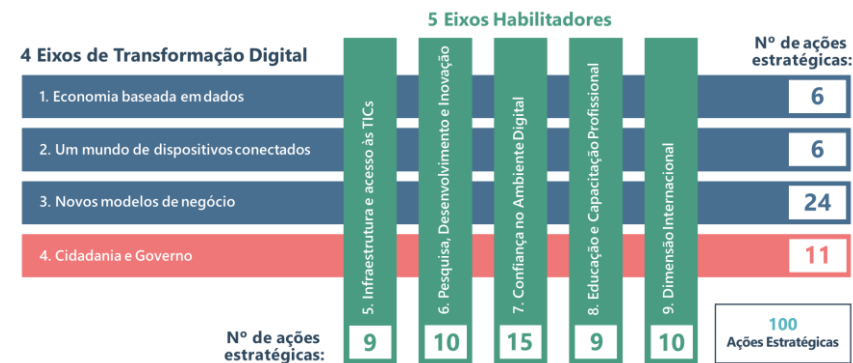 5 Eixos Habilitadores
4 Eixos de Transformação Digital
Nº de ações
estratégicas:
1. Economia baseada em dados
6
2. Um mundo de dispositivos conectados
6
3. Novos modelos de negócio
24
4. Cidadania e Governo
11
5. Infraestrutura e acesso às TICs
6. Pesquisa, Desenvolvimento e Inovação
7. Confiança no Ambiente Digital
8. Educação e Capacitação Profissional
9. Dimensão Internacional
Nº de ações
estratégicas:
9
10
15
9
10
100
Ações Estratégicas